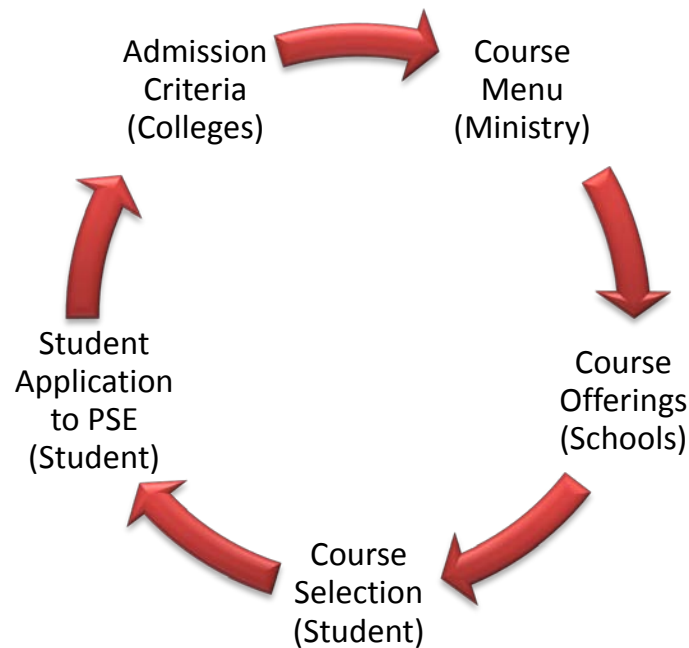 Admission
Criteria
(Colleges)
Course
Menu
(Ministry)
Course
Offerings
(Schools)
Course
Selection
(Student)
Student
Application
to PSE
(Student)